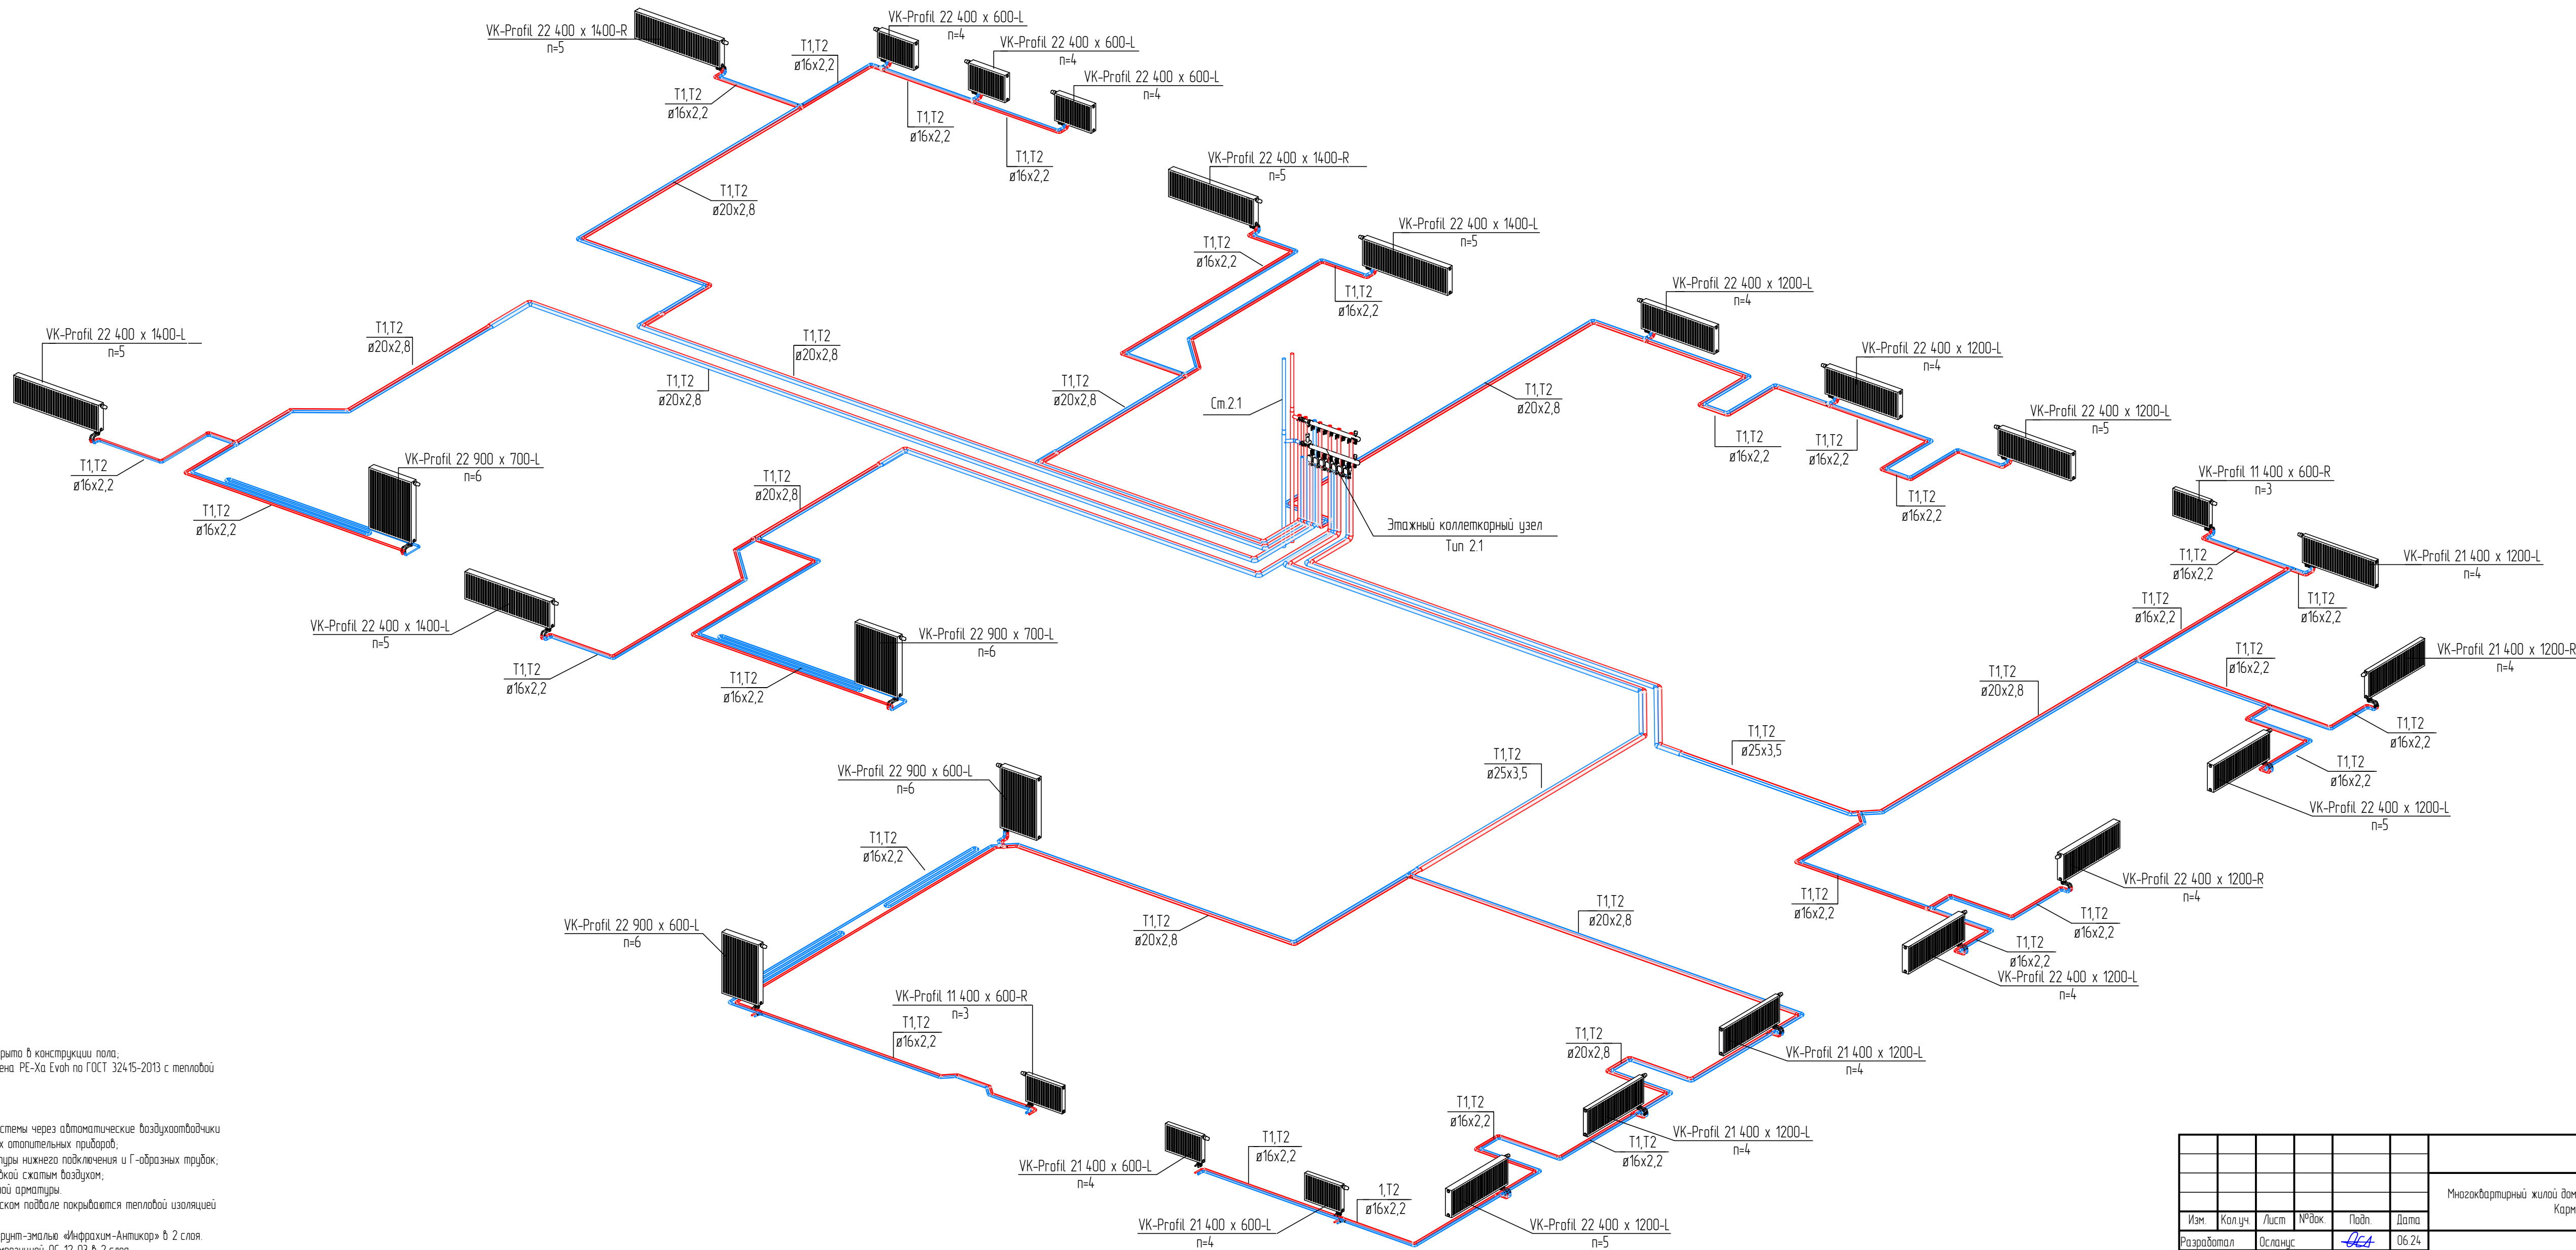 VK-Profil 22 400 x 1400-R
n=5
VK-Profil 22 400 x 600-L
n=4
VK-Profil 22 400 x 600-L
n=4
VK-Profil 22 400 x 600-L
n=4
T1,T2
ø16x2,2
T1,T2
ø16x2,2
T1,T2
ø16x2,2
T1,T2
ø16x2,2
T1,T2
ø20x2,8
VK-Profil 22 400 x 1400-R
n=5
VK-Profil 22 400 x 1400-L
n=5
T1,T2
ø16x2,2
T1,T2
ø16x2,2
VK-Profil 22 400 x 1200-L
n=4
VK-Profil 22 400 x 1200-L
n=4
VK-Profil 22 400 x 1200-L
n=5
VK-Profil 22 400 x 1400-L
n=5
T1,T2
ø20x2,8
T1,T2
ø20x2,8
T1,T2
ø20x2,8
T1,T2
ø20x2,8
Ст.2.1
T1,T2
ø20x2,8
T1,T2
ø16x2,2
T1,T2
ø16x2,2
T1,T2
ø16x2,2
T1,T2
ø16x2,2
VK-Profil 22 900 x 700-L
n=6
T1,T2
ø16x2,2
T1,T2
ø20x2,8
Этажный коллеткорный узел
Тип 2.1
VK-Profil 11 400 x 600-R
n=3
VK-Profil 21 400 x 1200-L
n=4
T1,T2
ø16x2,2
T1,T2
ø16x2,2
T1,T2
ø16x2,2
VK-Profil 22 400 x 1400-L
n=5
T1,T2
ø16x2,2
VK-Profil 22 900 x 700-L
n=6
T1,T2
ø16x2,2
T1,T2
ø20x2,8
T1,T2
ø16x2,2
VK-Profil 21 400 x 1200-R
n=4
T1,T2
ø16x2,2
T1,T2
ø16x2,2
VK-Profil 22 400 x 1200-L
n=5
T1,T2
ø25x3,5
T1,T2
ø25x3,5
VK-Profil 22 900 x 600-L
n=6
T1,T2
ø16x2,2
VK-Profil 22 900 x 600-L
n=6
T1,T2
ø20x2,8
T1,T2
ø20x2,8
T1,T2
ø16x2,2
VK-Profil 22 400 x 1200-R
n=4
T1,T2
ø16x2,2
T1,T2
ø16x2,2
VK-Profil 22 400 x 1200-L
n=4
VK-Profil 11 400 x 600-R
n=3
T1,T2
ø16x2,2
T1,T2
ø20x2,8
VK-Profil 21 400 x 1200-L
n=4
T1,T2
ø16x2,2
T1,T2
ø16x2,2
VK-Profil 21 400 x 1200-L
n=4
VK-Profil 21 400 x 600-L
n=4
T1,T2
ø16x2,2
1,T2
ø16x2,2
VK-Profil 21 400 x 600-L
n=4
VK-Profil 22 400 x 1200-L
n=5
рыто в конструкции пола;
ена PE-Xa Evoh по ГОСТ 32415-2013 с тепловой
стемы через автоматические воздухоотводчики
х отопительных приборов;
туры нижнего подключения и Г-образных трубок;
вкой сжатым воздухом;
ной арматуры.
ском подвале покрываются тепловой изоляцией
рунт-эмалью «Инфрахим-Антикор» в 2 слоя.
мпозицией ОС-12-03 в 2 слоя
Многоквартирный жилой дом
Карм
Изм.
Кол.уч.
Лист
№док.
Подп.
Дата
Разработал
Осланус
06.24